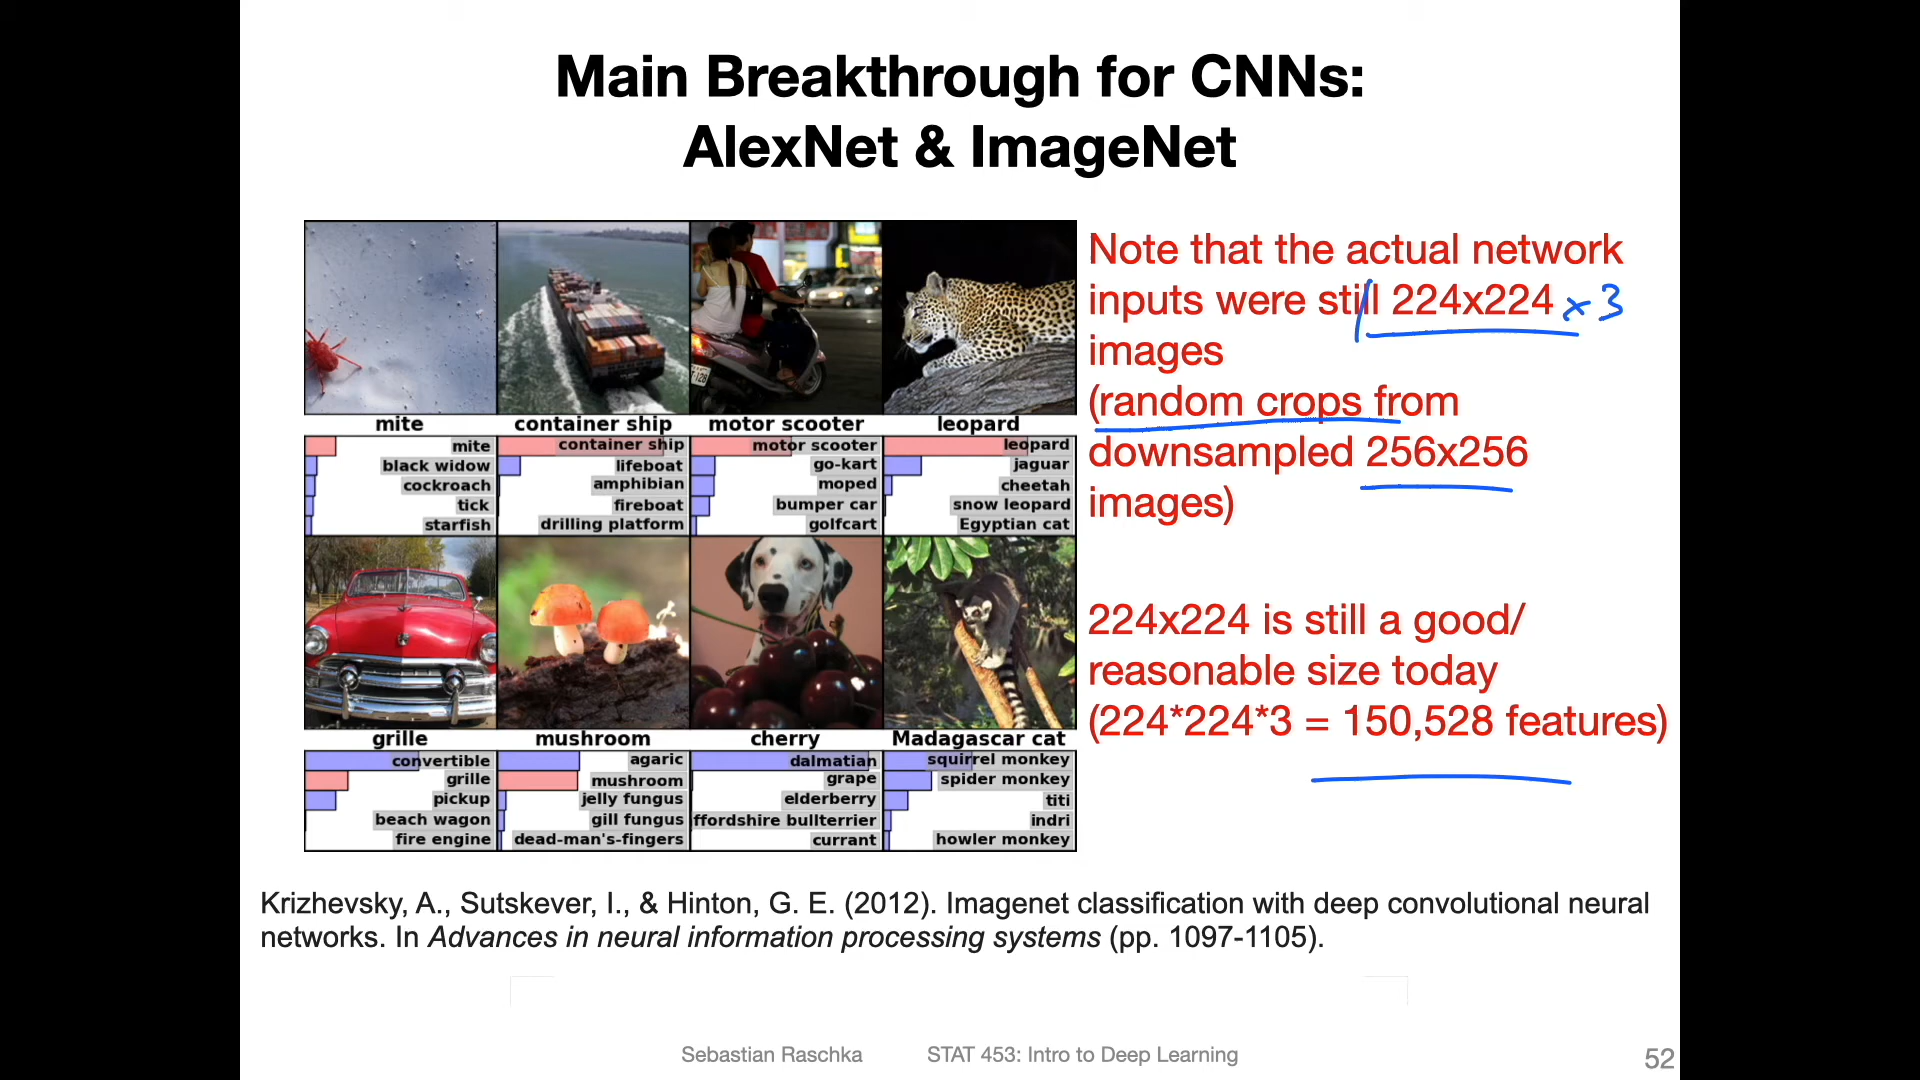 Main Breakthrough for CNNs:
AlexNet & ImageNet
mite
container ship
motor scooter
leopard
mite
black widow
cockroach
tick
starfish
container ship
lifeboat
amphibian
fireboat
drilling platform
motor scooter
go-kart
moped
bumper car
golfcart
leopard
jaguar
cheetah
snow leopard
Egyptian cat
grille
mushroom
cherry
Madagascar cat
convertible
grille
pickup
beach wagon
fire engine
agaric
mushroom
jelly fungus
gill fungus
dead-man's-fingers
dalmatian
grape
elderberry
ffordshire bullterrier
currant
squirrel monkey
spider monkey
titi
indri
howler monkey
Note that the actual network
inputs were still 224x224 x 3
images
(random crops from
downsampled 256x256
images)
224x224 is still a good/
reasonable size today
(224*224*3 = 150,528 features)
Krizhevsky, A., Sutskever, I., & Hinton, G. E. (2012). Imagenet classification with deep convolutional neural
networks. In Advances in neural information processing systems (pp. 1097-1105).
Sebastian Raschka
STAT 453: Intro to Deep Learning
52